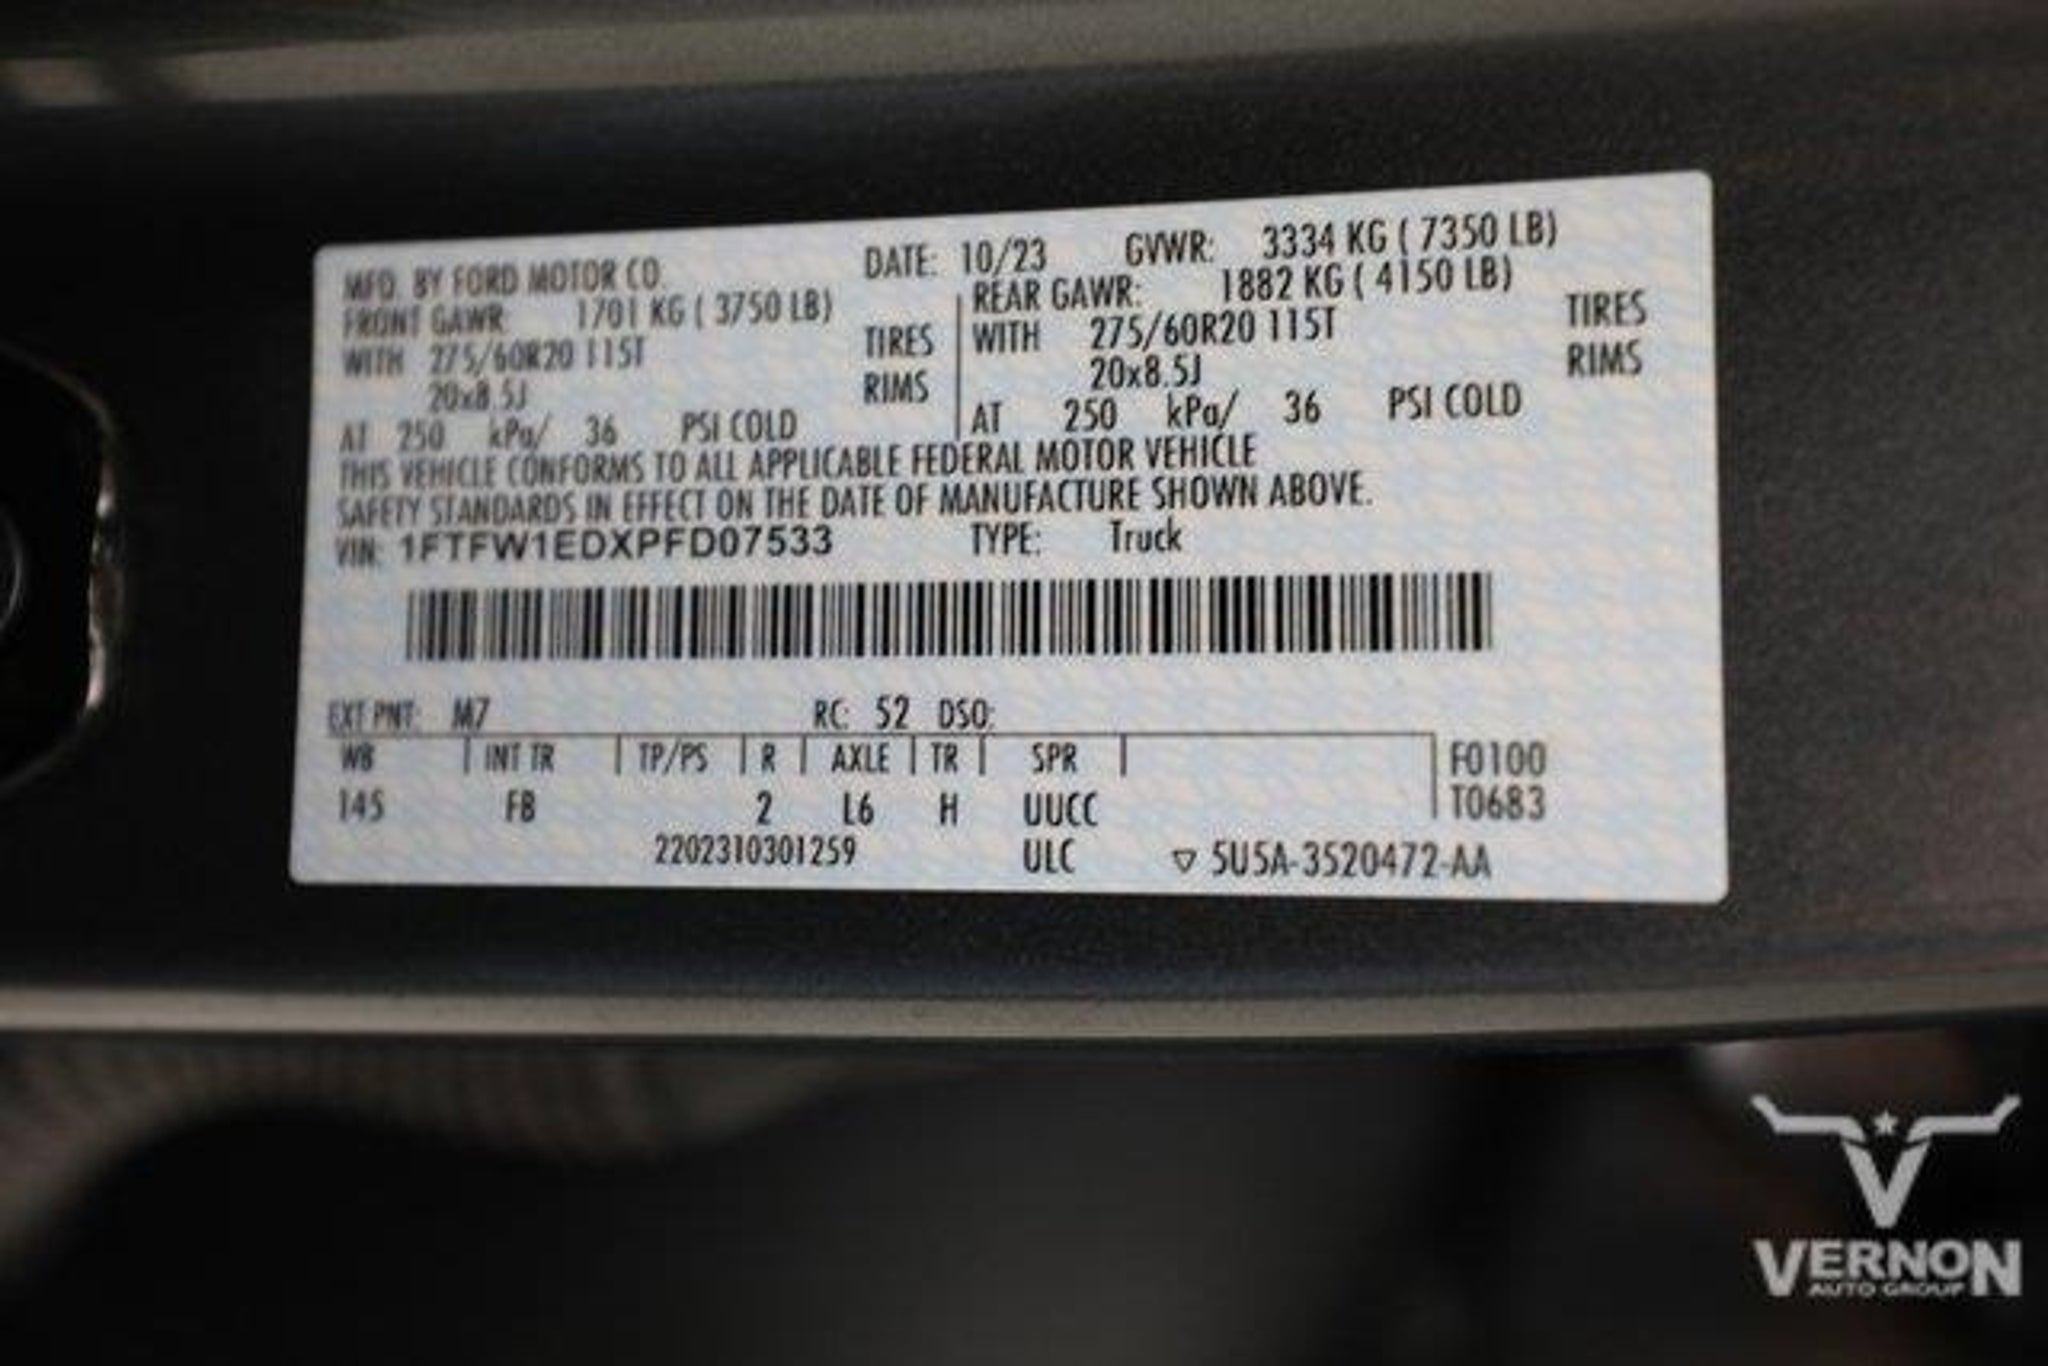 MFD. BY FORD MOTOR CO. DATE: 10/23 GVWR: 3334 KG ( 7350 LB)
FRONT GAWR: 1701 KG ( 3750 LB) REAR GAWR: 1882 KG ( 4150 LB)
WITH 275/60R20 115T TIRES WITH 275/60R20 115T TIRES
20x8.5J RIMS 20x8.5J RIMS
AT 250 kPa/ 36 PSI COLD AT 250 kPa/ 36 PSI COLD
THIS VEHICLE CONFORMS TO ALL APPLICABLE FEDERAL MOTOR VEHICLE
SAFETY STANDARDS IN EFFECT ON THE DATE OF MANUFACTURE SHOWN ABOVE.
VIN: 1FTFW1EDXPFD07533 TYPE: Truck
EXT PNT: M7 RC: 52 DSO:
WB INT TR TP/PS R AXLE TR SPR F0100
145 FB 2 L6 H UUCC T0683
2202310301259 ULC ▽ 5U5A-3520472-AA
VERNON
AUTO GROUP